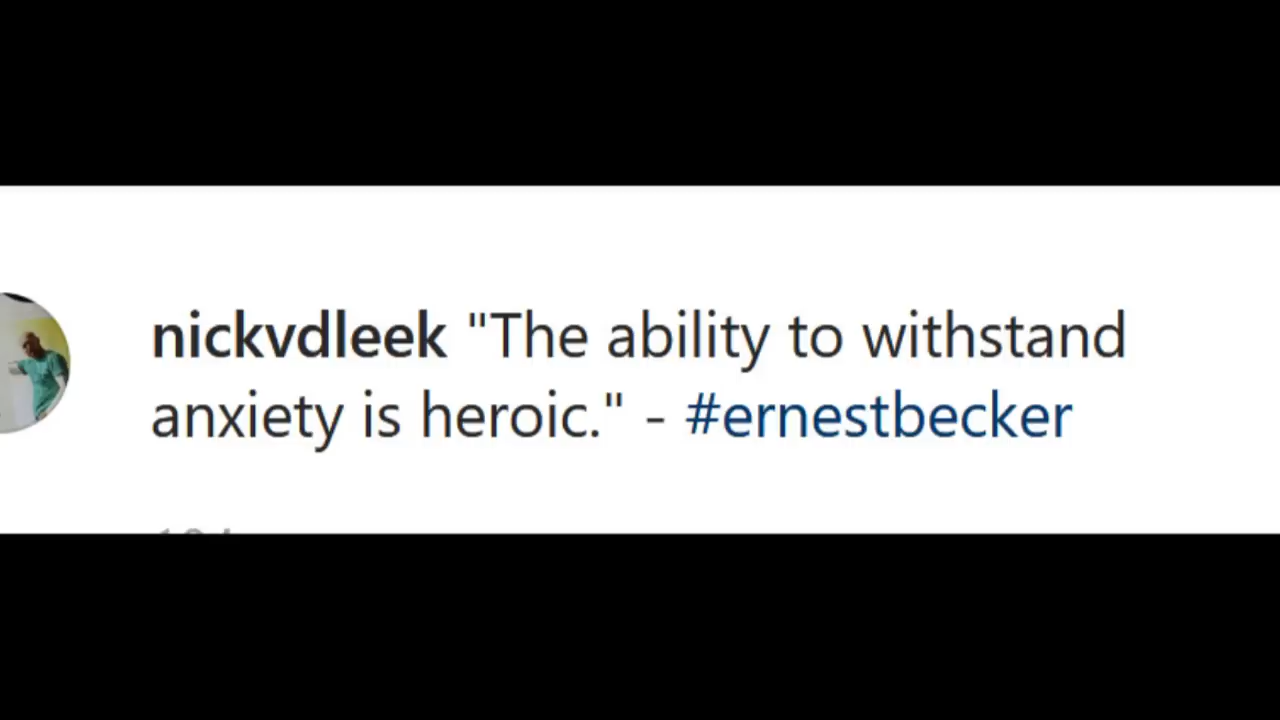 nickvdleek "The ability to withstand
anxiety is heroic." - #ernestbecker